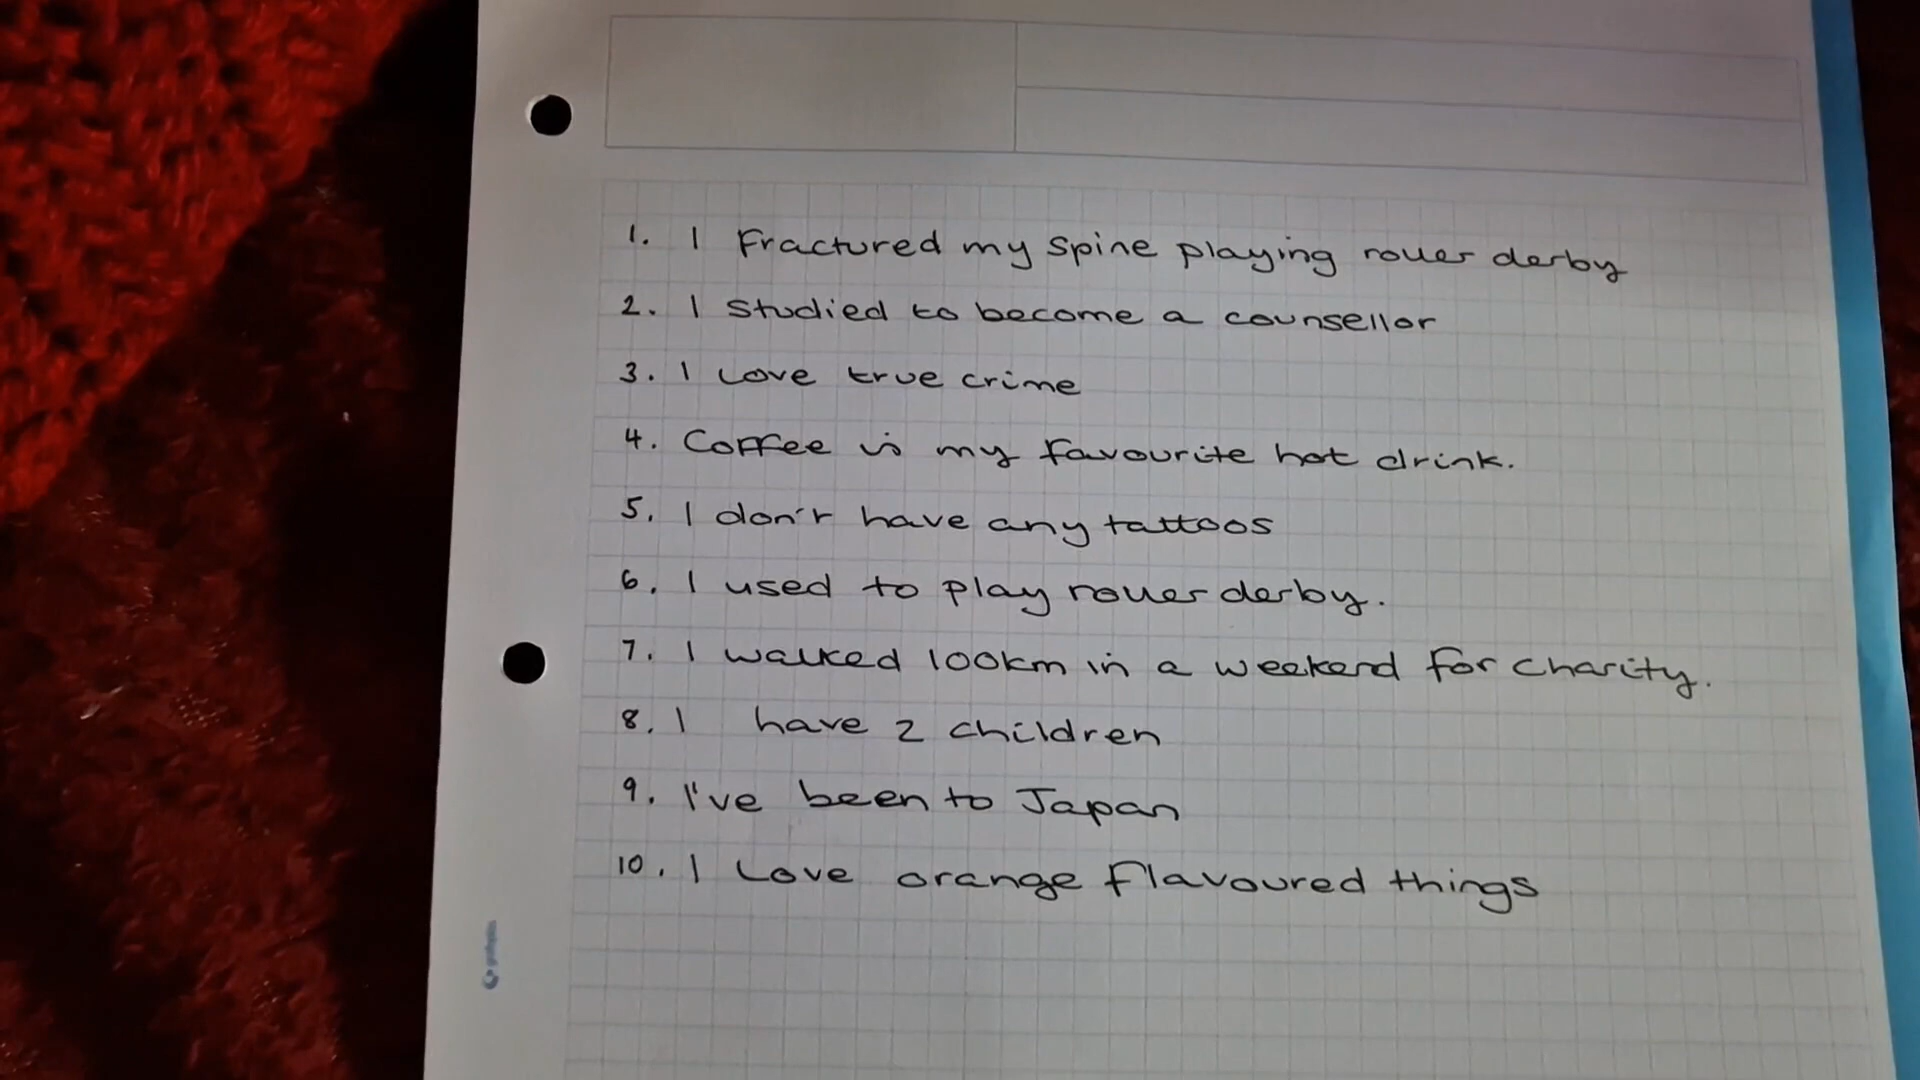 1. I Fractured my spine playing roller derby
2. I studied to become a counsellor
3. I love true crime
4. Coffee is my favourite hot drink.
5. I don't have any tattoos
6. I used to play roller derby.
7. I walked 100km in a weekend for charity.
8. I have 2 children
9. I've been to Japan
10. I love orange flavoured things